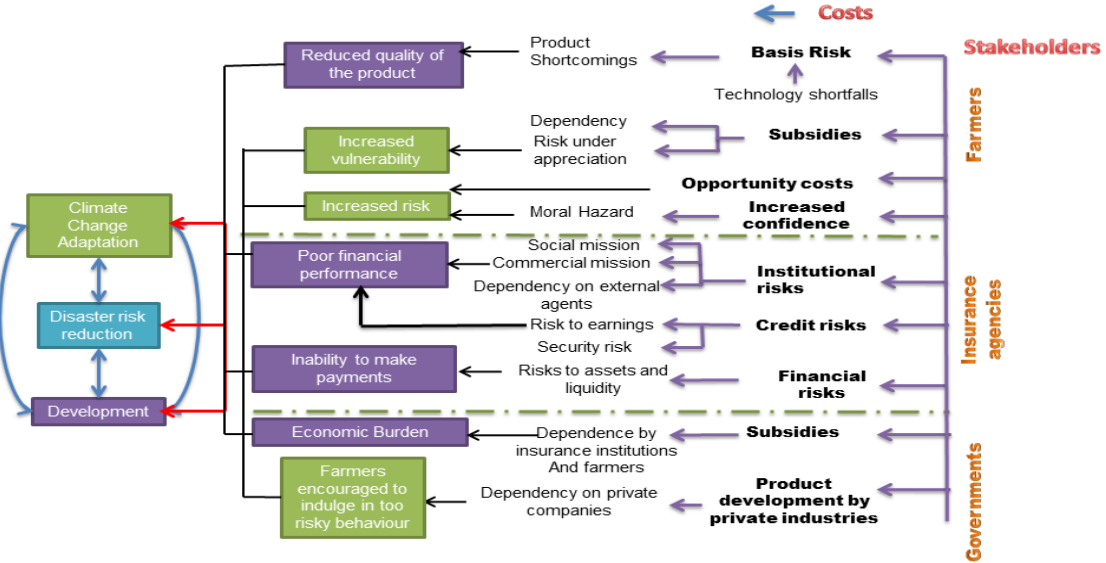 Costs
Stakeholders
Reduced quality of
the product
Product
Shortcomings
Basis Risk
Technology shortfalls
Farmers
Increased
vulnerability
Dependency
Risk under
appreciation
Subsidies
Opportunity costs
Increased risk
Moral Hazard
Increased
confidence
Climate
Change
Adaptation
Disaster risk
reduction
Development
Poor financial
performance
Social mission
Commercial mission
Dependency on external
agents
Institutional
risks
Insurance
agencies
Risk to earnings
Security risk
Credit risks
Inability to make
payments
Risks to assets and
liquidity
Financial
risks
Economic Burden
Dependence by
insurance institutions
And farmers
Subsidies
Governments
Farmers
encouraged to
indulge in too
risky behaviour
Dependency on private
companies
Product
development by
private industries